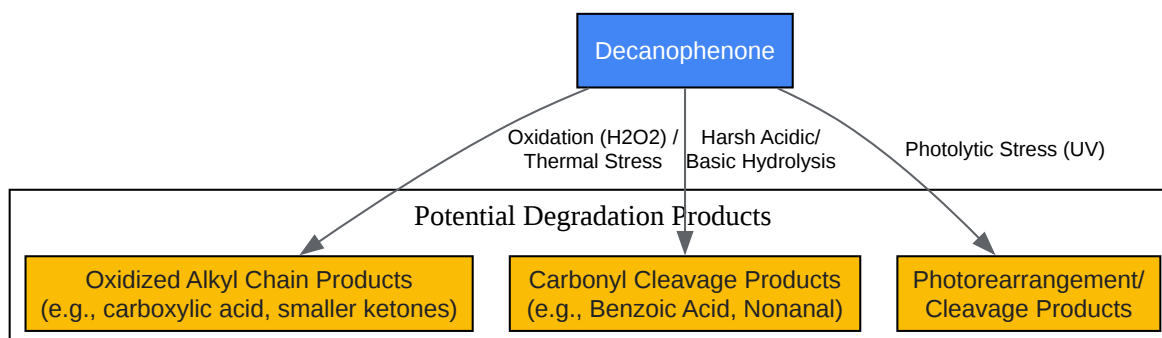 Decanophenone
Oxidation (H2O2) /
Thermal Stress
Harsh Acidic/
Basic Hydrolysis
Photolytic Stress (UV)
Potential Degradation Products
Oxidized Alkyl Chain Products
(e.g., carboxylic acid, smaller ketones)
Carbonyl Cleavage Products
(e.g., Benzoic Acid, Nonanal)
Photorearrangement/
Cleavage Products